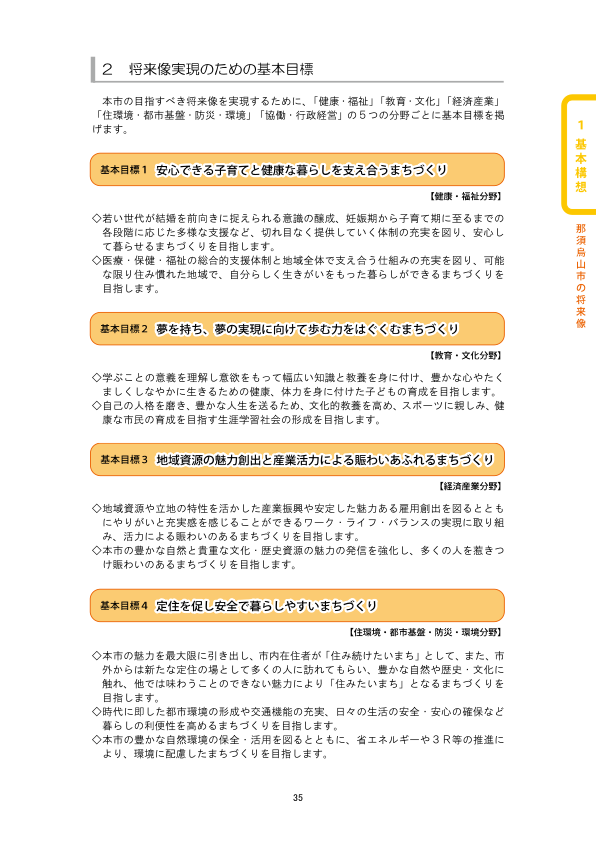 ２　将来像実現のための基本目標
　本市の目指すべき将来像を実現するために、「健康・福祉」「教育・文化」「経済産業」
「住環境・都市基盤・防災・環境」「協働・行政経営」の５つの分野ごとに基本目標を掲
げます。
基本目標１　安心できる子育てと健康な暮らしを支え合うまちづくり
【健康・福祉分野】
◇若い世代が結婚を前向きに捉えられる意識の醸成、妊娠期から子育て期に至るまでの
各段階に応じた多様な支援など、切れ目なく提供していく体制の充実を図り、安心し
て暮らせるまちづくりを目指します。
◇医療・保健・福祉の総合的支援体制と地域全体で支え合う仕組みの充実を図り、可能
な限り住み慣れた地域で、自分らしく生きがいをもった暮らしができるまちづくりを
目指します。
基本目標２　夢を持ち、夢の実現に向けて歩む力をはぐくむまちづくり
【教育・文化分野】
◇学ぶことの意義を理解し意欲をもって幅広い知識と教養を身に付け、豊かな心やたく
ましくしなやかに生きるための健康、体力を身に付けた子どもの育成を目指します。
◇自己の人格を磨き、豊かな人生を送るため、文化的教養を高め、スポーツに親しみ、健
康な市民の育成を目指す生涯学習社会の形成を目指します。
基本目標３　地域資源の魅力創出と産業活力による賑わいあふれるまちづくり
【経済産業分野】
◇地域資源や立地の特性を活かした産業振興や安定した魅力ある雇用創出を図るととも
にやりがいと充実感を感じることができるワーク・ライフ・バランスの実現に取り組
み、活力による賑わいのあるまちづくりを目指します。
◇本市の豊かな自然と貴重な文化・歴史資源の魅力の発信を強化し、多くの人を惹きつ
け賑わいのあるまちづくりを目指します。
基本目標４　定住を促し安全で暮らしやすいまちづくり
【住環境・都市基盤・防災・環境分野】
◇本市の魅力を最大限に引き出し、市内在住者が「住み続けたいまち」として、また、市
外からは新たな定住の場として多くの人に訪れてもらい、豊かな自然や歴史・文化に
触れ、他では味わうことのできない魅力により「住みたいまち」となるまちづくりを
目指します。
◇時代に即した都市環境の形成や交通機能の充実、日々の生活の安全・安心の確保など
暮らしの利便性を高めるまちづくりを目指します。
◇本市の豊かな自然環境の保全・活用を図るとともに、省エネルギーや３Ｒ等の推進に
より、環境に配慮したまちづくりを目指します。
１ 基本構想
那須烏山市の将来像
35